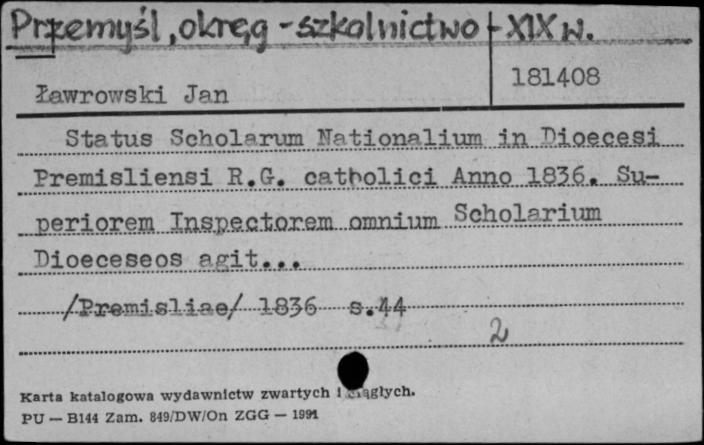 Przemyśl, okręg - szkolnictwo - XIX w.
Ławrowski Jan
181408
Status Scholarum Nationalium in Dioecesi
Premisliensi R.G. catholici Anno 1836. Su-
periorem Inspectorem omnium Scholarium
Dioeceseos agit...
/Premisliae/ 1836 s.44
2
Karta katalogowa wydawnictw zwartych i ciągłych.
PU — B144 Zam. 849/DW/On ZGG — 1991